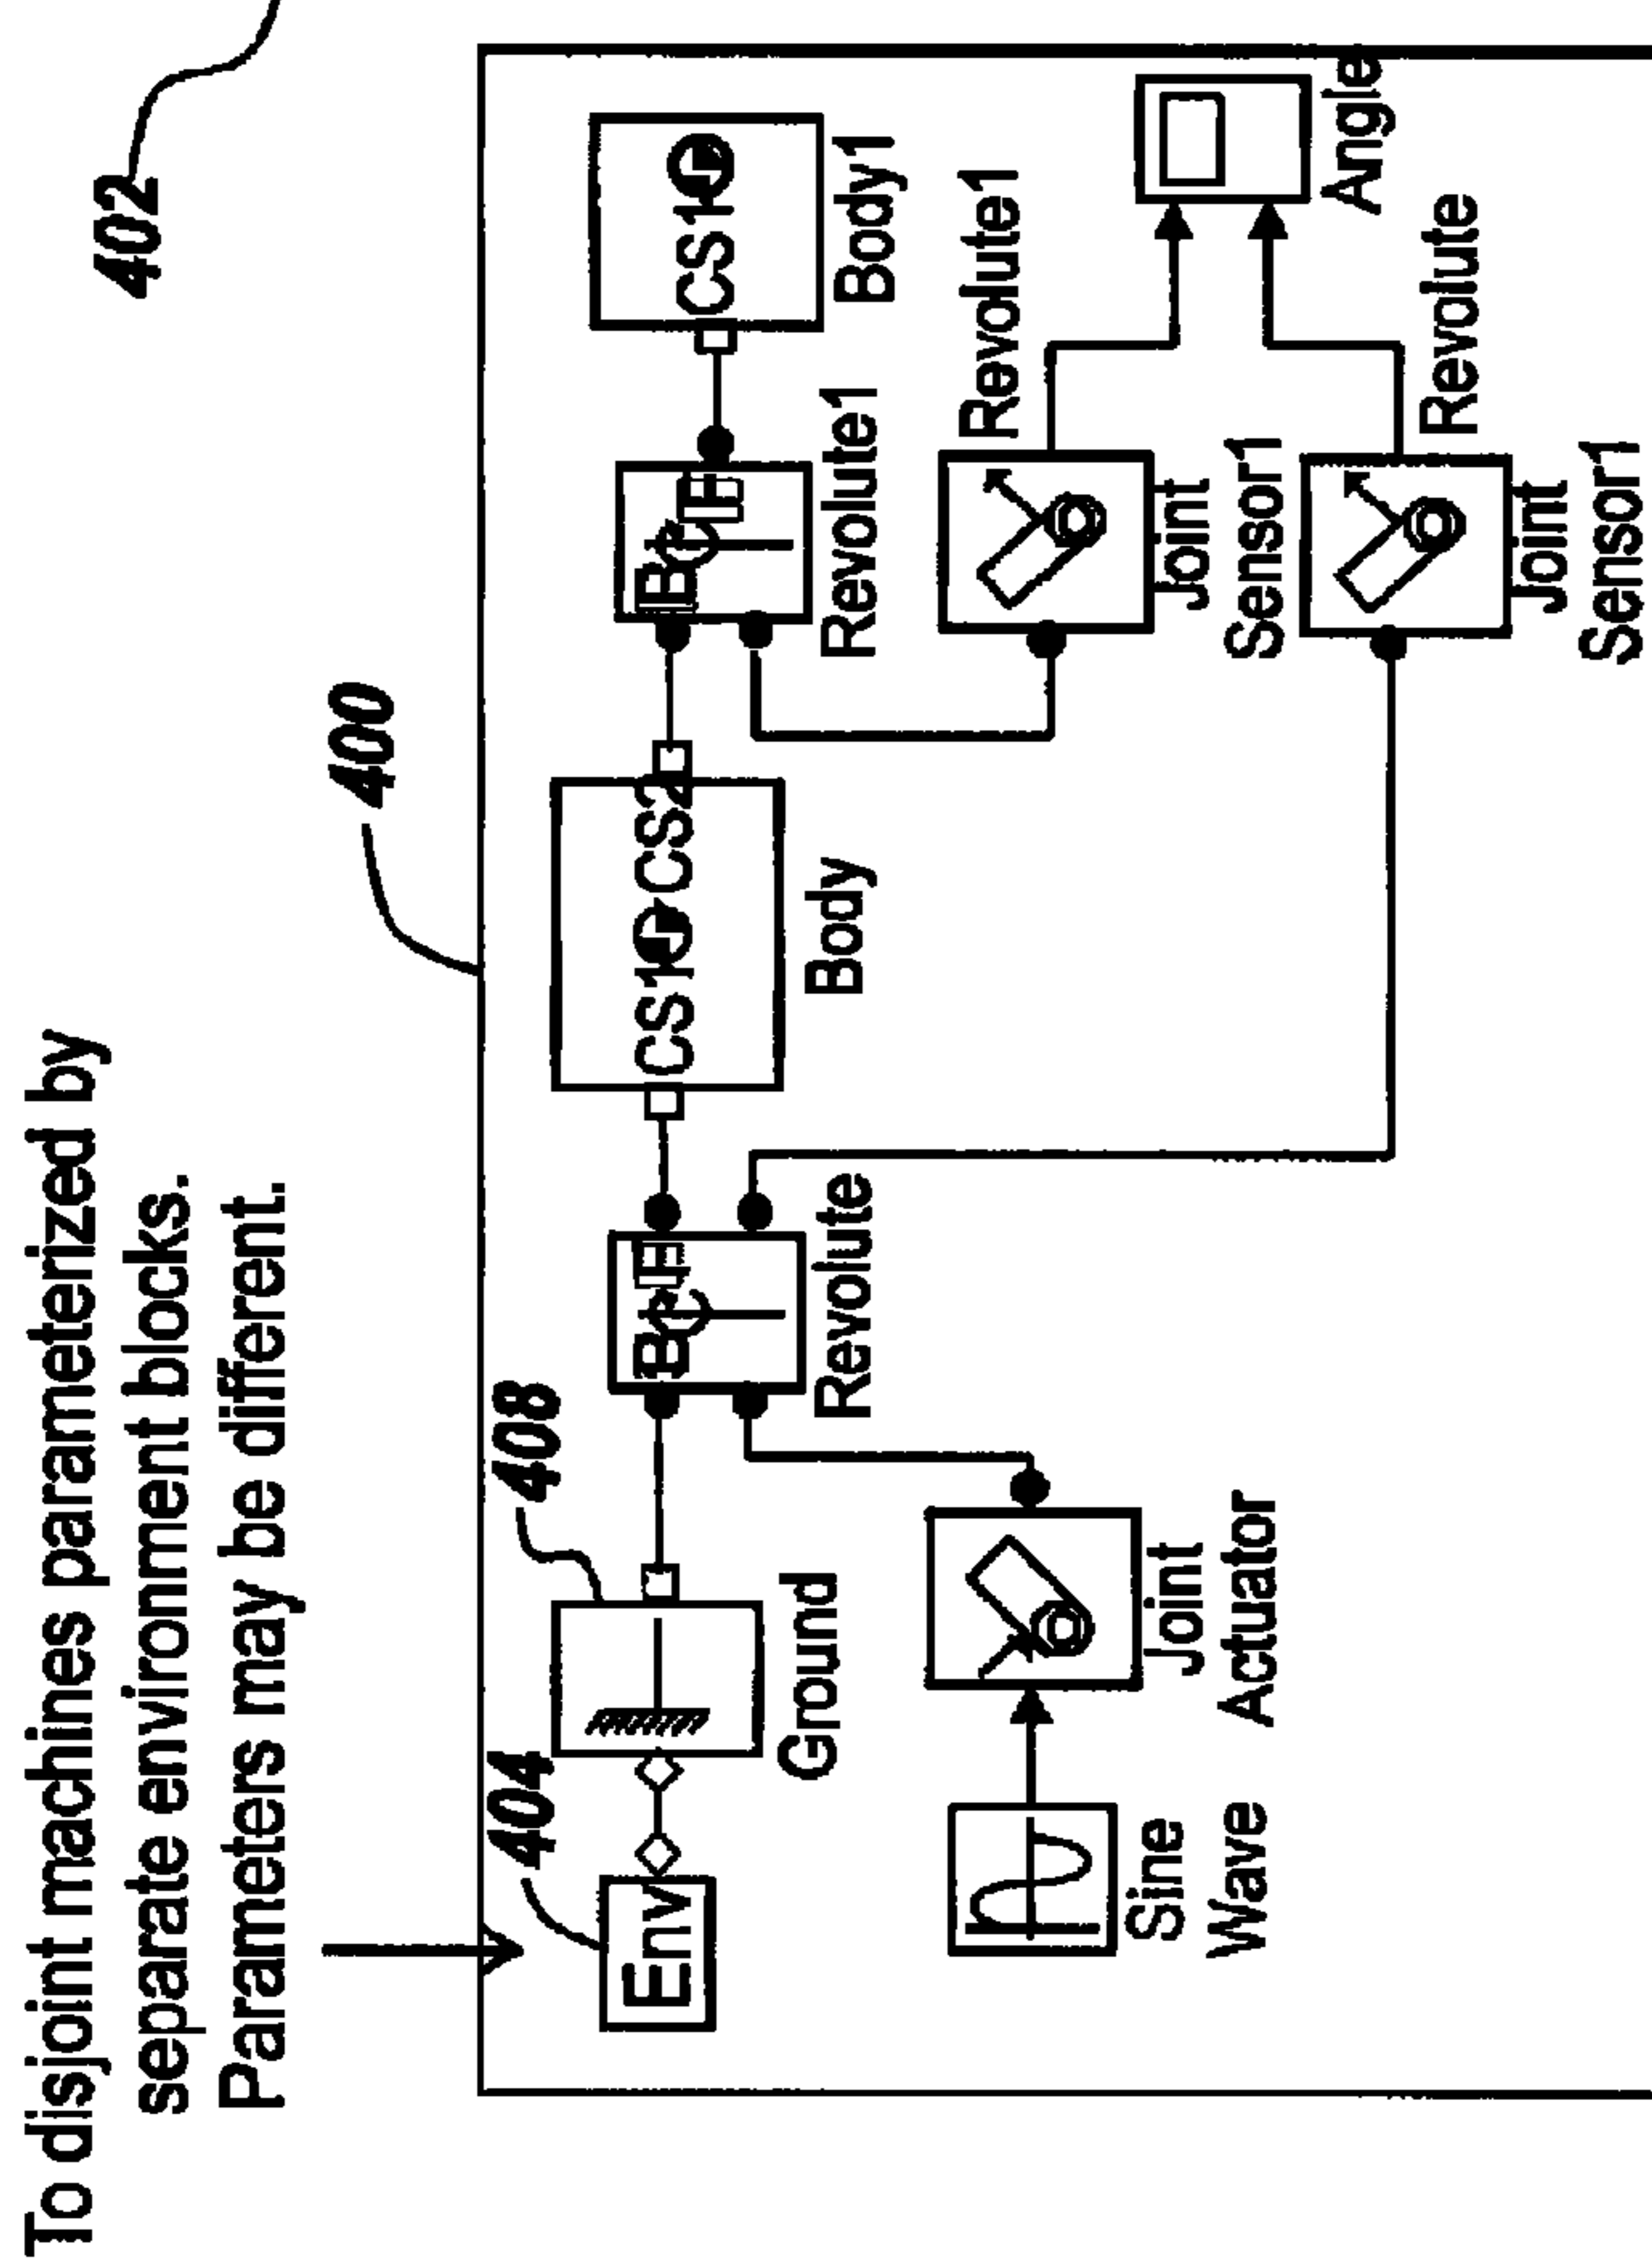 To disjoint machines parameterized by
separate environment blocks.
Parameters may be different.
402
400
404
408
Env
Ground
B F
Revolute
CS1 CS2
Body
B F
Revolute1
CS1
Body1
Sine
Wave
Joint
Actuator
Revolute1
Joint
Sensor1
Revolute
Joint
Sensor1
Angle